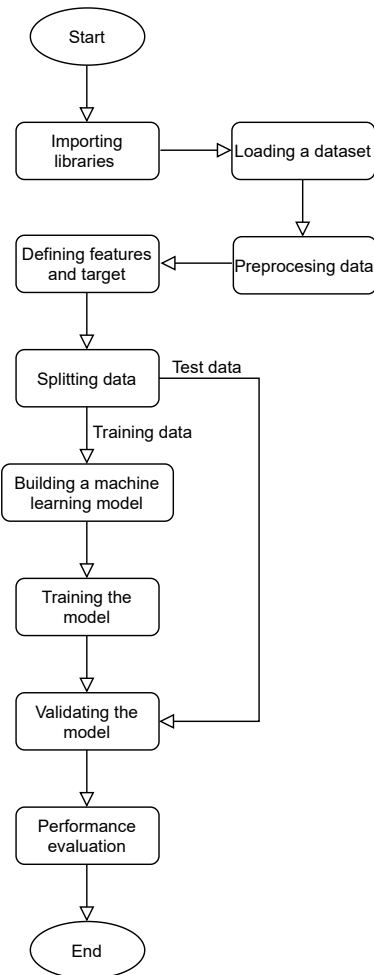 Start
Importing
libraries
Loading a dataset
Preprocesing data
Defining features
and target
Splitting data
Test data
Training data
Building a machine
learning model
Training the
model
Validating the
model
Performance
evaluation
End